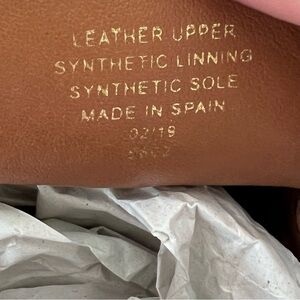 LEATHER UPPER
SYNTHETIC LINNING
SYNTHETIC SOLE
MADE IN SPAIN
02/19